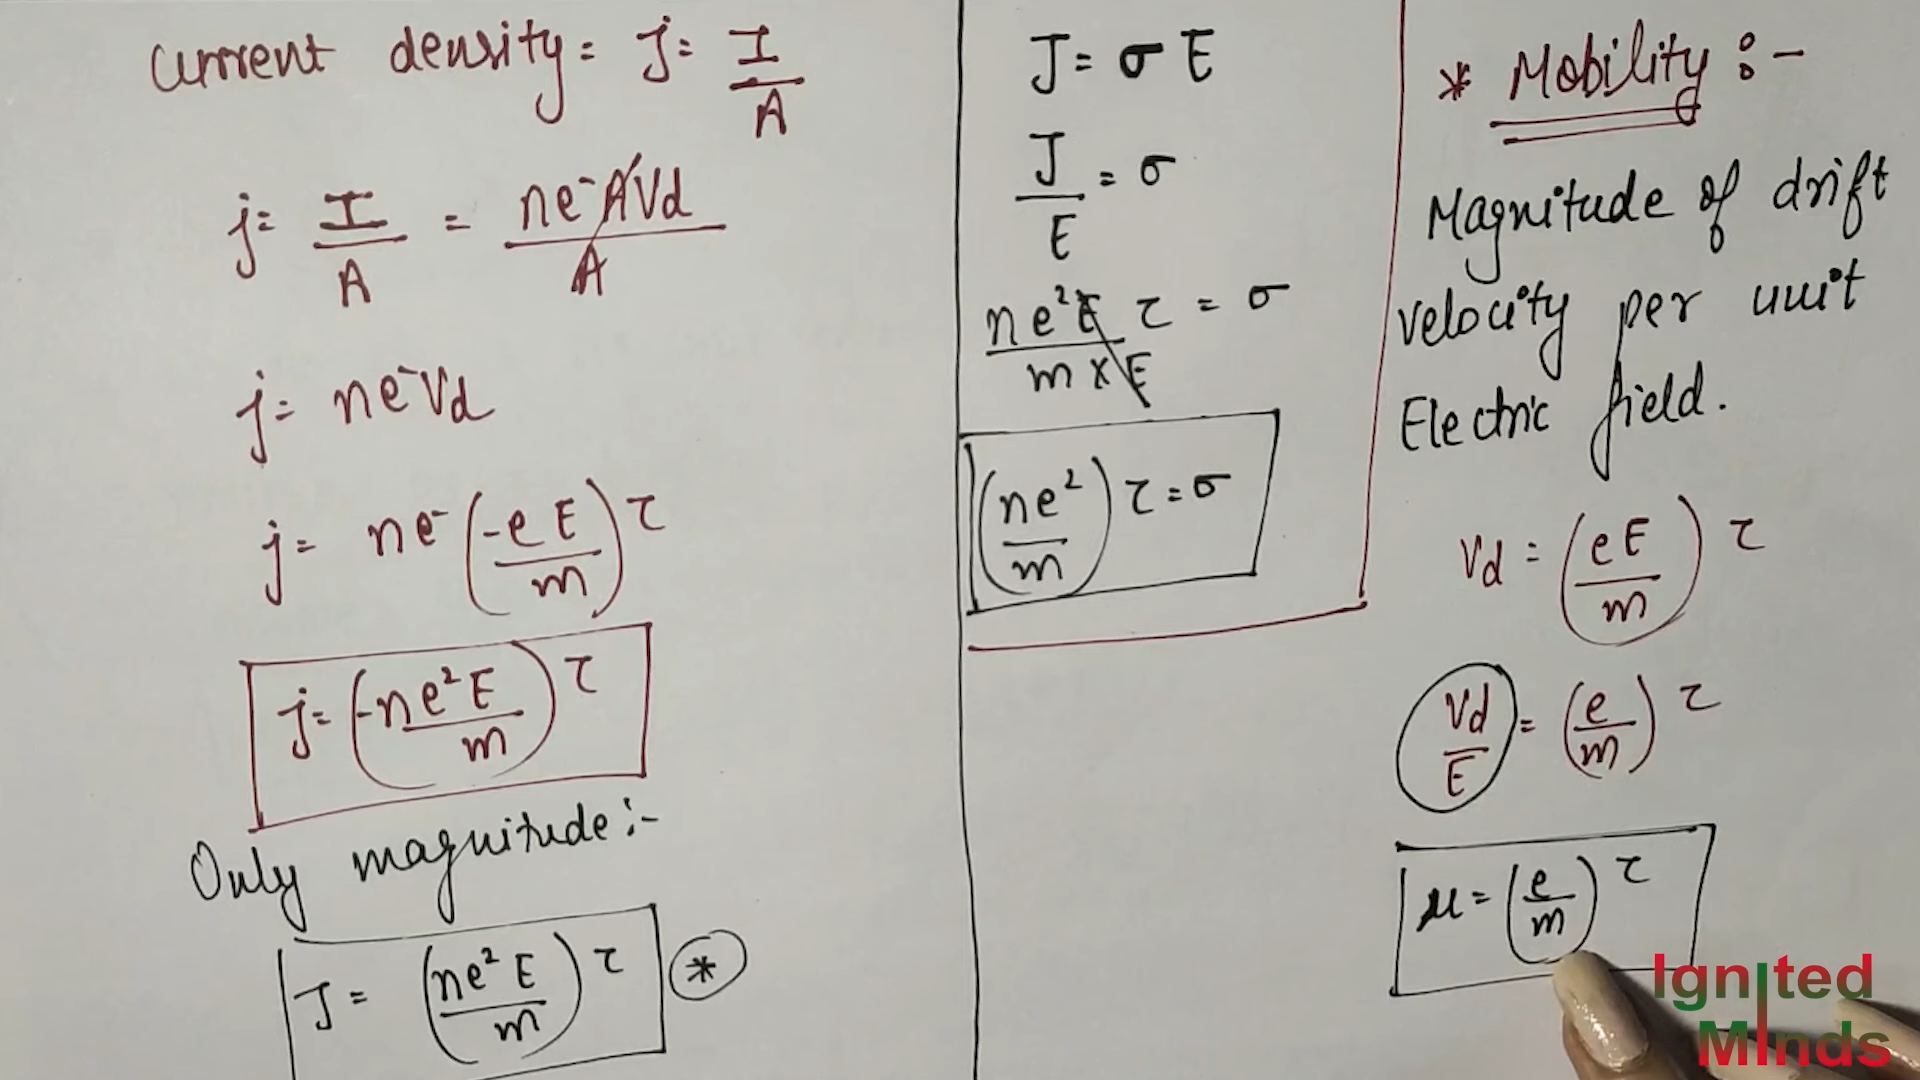 Current density = J = I/A
j = I/A = ne⁻AVd/A
j = ne⁻Vd
j = ne⁻(-eE/m)τ
j = (-ne²E/m)τ
Only magnitude :-
J = (ne²E/m)τ *
J = σE
J/E = σ
ne²E/m×E τ = σ
(ne²/m)τ = σ
* Mobility :-
Magnitude of drift
velocity per unit
Electric field.
Vd = (eE/m)τ
Vd/E = (e/m)τ
μ = (e/m)τ
Ignited
Minds